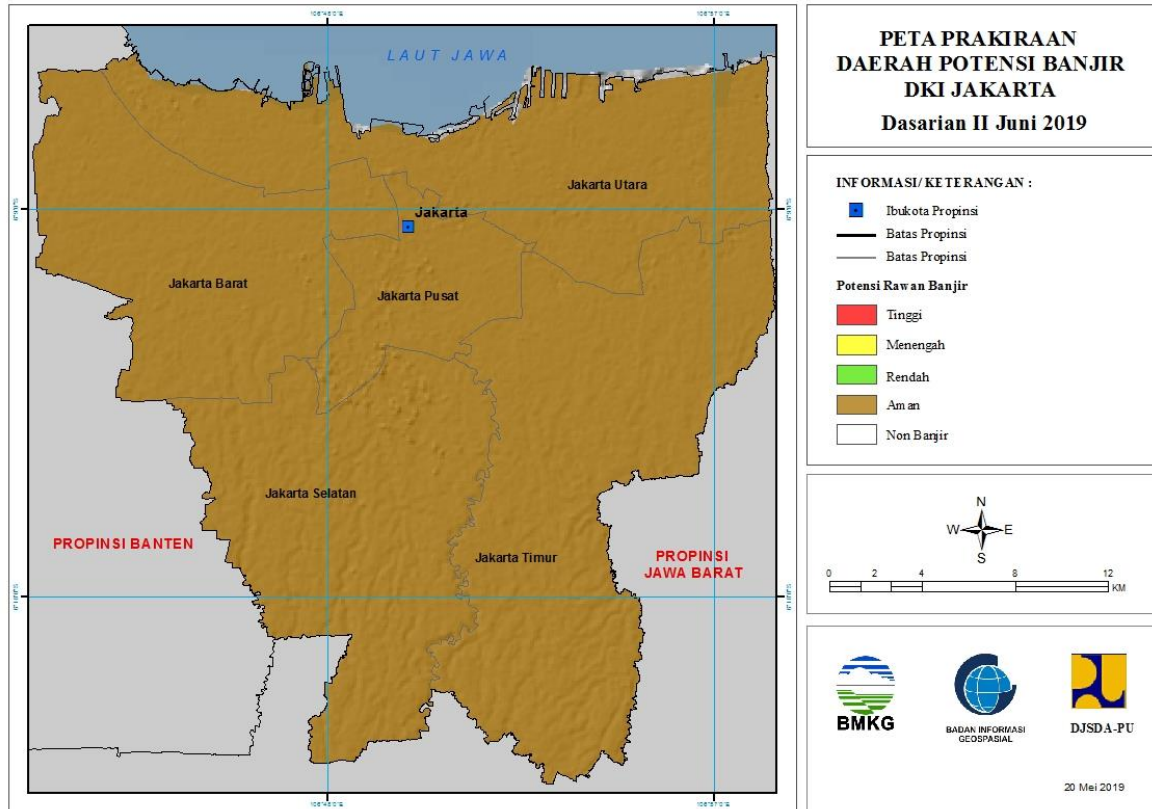 PETA PRAKIRAAN
DAERAH POTENSI BANJIR
DKI JAKARTA
Dasarian II Juni 2019
INFORMASI/KETERANGAN :
Ibukota Propinsi
Batas Propinsi
Batas Propinsi
Potensi Rawan Banjir
Tinggi
Menengah
Rendah
Aman
Non Banjir
N
W E
S
0 2 4 8 12
KM
BMKG
BADAN INFORMASI
GEOSPASIAL
DJSDA-PU
20 Mei 2019
LAUT JAWA
Jakarta Utara
Jakarta
Jakarta Barat
Jakarta Pusat
Jakarta Selatan
Jakarta Timur
PROPINSI BANTEN
PROPINSI
JAWA BARAT